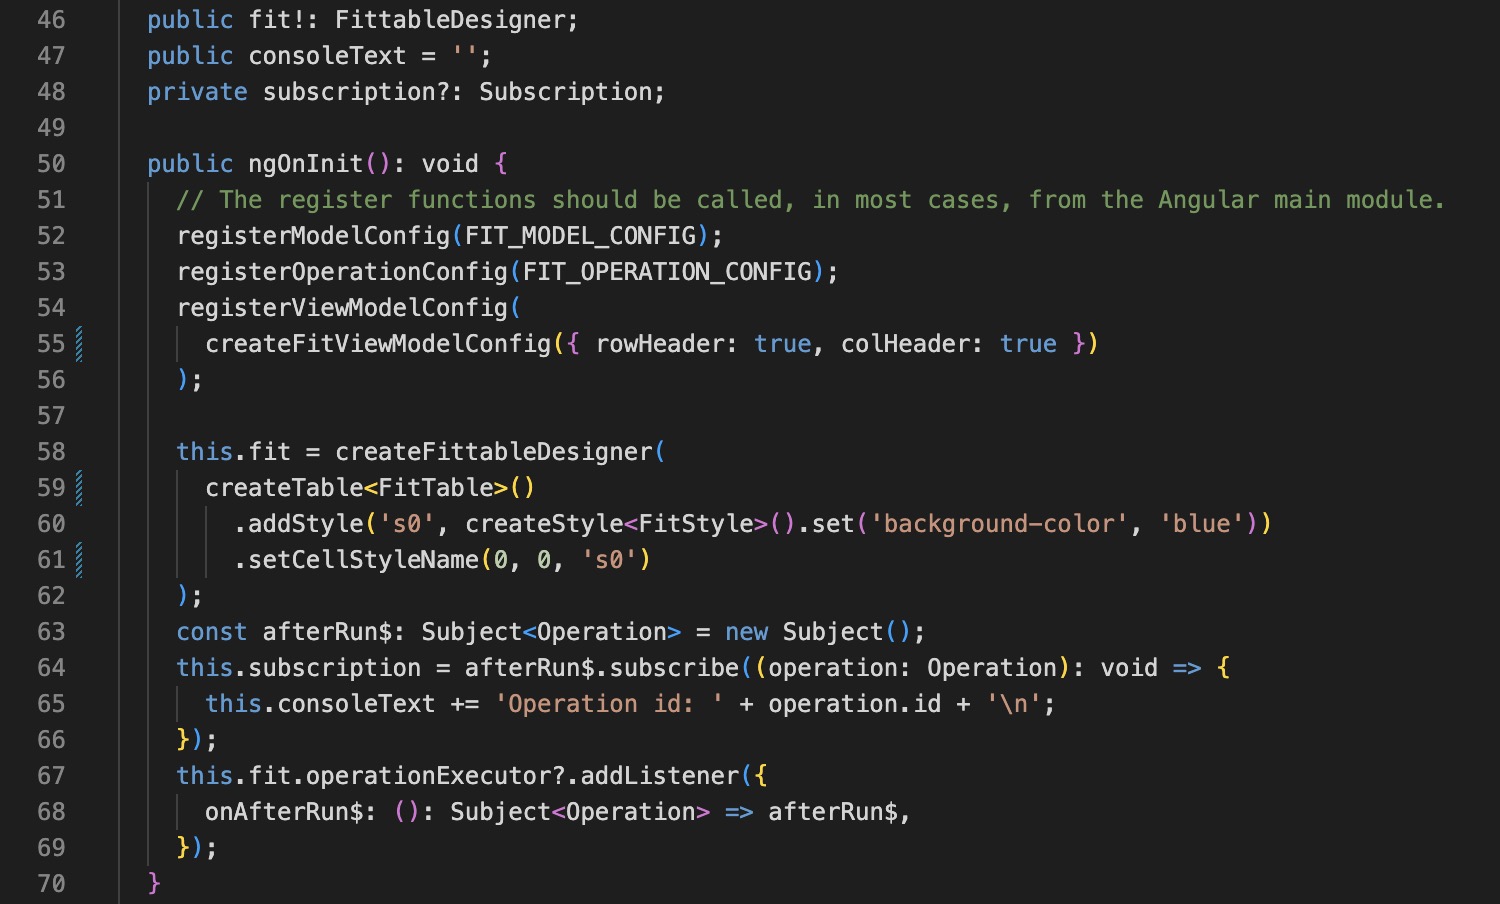 46 public fit!: FittableDesigner;
47 public consoleText = '';
48 private subscription?: Subscription;
49
50 public ngOnInit(): void {
51 // The register functions should be called, in most cases, from the Angular main module.
52 registerModelConfig(FIT_MODEL_CONFIG);
53 registerOperationConfig(FIT_OPERATION_CONFIG);
54 registerViewModelConfig(
55 createFitViewModelConfig({ rowHeader: true, colHeader: true })
56 );
57
58 this.fit = createFittableDesigner(
59 createTable<FitTable>()
60 .addStyle('s0', createStyle<FitStyle>().set('background-color', 'blue'))
61 .setCellStyleName(0, 0, 's0')
62 );
63 const afterRun$: Subject<Operation> = new Subject();
64 this.subscription = afterRun$.subscribe((operation: Operation): void => {
65 this.consoleText += 'Operation id: ' + operation.id + '\n';
66 });
67 this.fit.operationExecutor?.addListener({
68 onAfterRun$: (): Subject<Operation> => afterRun$,
69 });
70 }